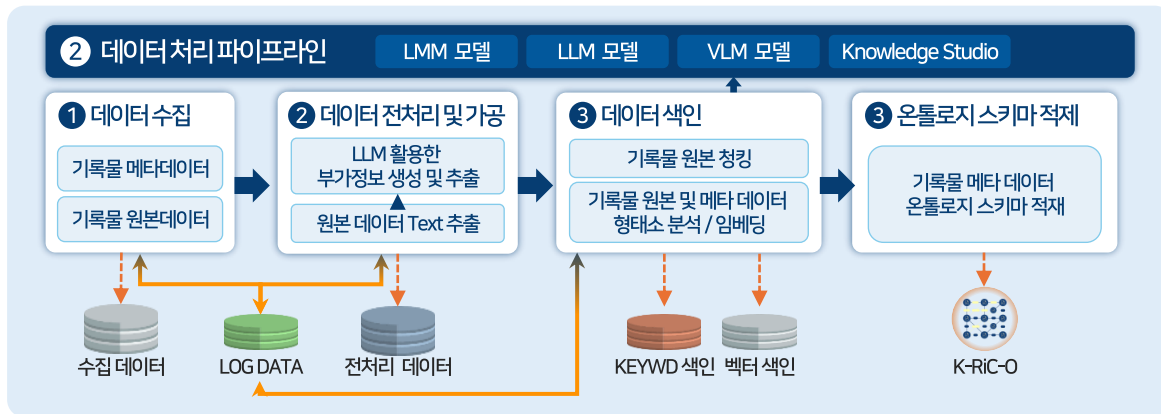 ② 데이터 처리 파이프라인
LMM 모델
LLM 모델
VLM 모델
Knowledge Studio
① 데이터 수집
기록물 메타데이터
기록물 원본데이터
② 데이터 전처리 및 가공
LLM 활용한
부가정보 생성 및 추출
원본 데이터 Text 추출
③ 데이터 색인
기록물 원본 청킹
기록물 원본 및 메타 데이터
형태소 분석 / 임베딩
③ 온톨로지 스키마 적제
기록물 메타 데이터
온톨로지 스키마 적재
수집 데이터
LOG DATA
전처리 데이터
KEYWD 색인
벡터 색인
K-RiC-O